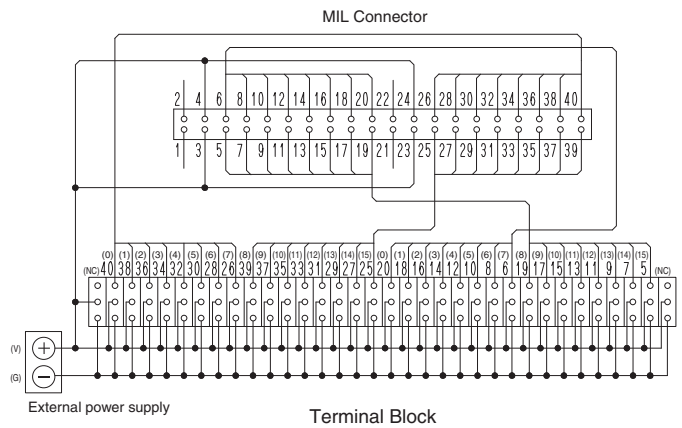 MIL Connector
2 4 6 8 10 12 14 16 18 20 22 24 26 28 30 32 34 36 38 40
1 3 5 7 9 11 13 15 17 19 21 23 25 27 29 31 33 35 37 39
(0) (1) (2) (3) (4) (5) (6) (7) (8) (9) (10) (11) (12) (13) (14) (15) (0) (1) (2) (3) (4) (5) (6) (7) (8) (9) (10) (11) (12) (13) (14) (15)
(NC) 40 38 36 34 32 30 28 26 39 37 35 33 31 29 27 25 20 18 16 14 12 10 8 6 19 17 15 13 11 9 7 5 (NC)
(V) +
(G) −
External power supply
Terminal Block